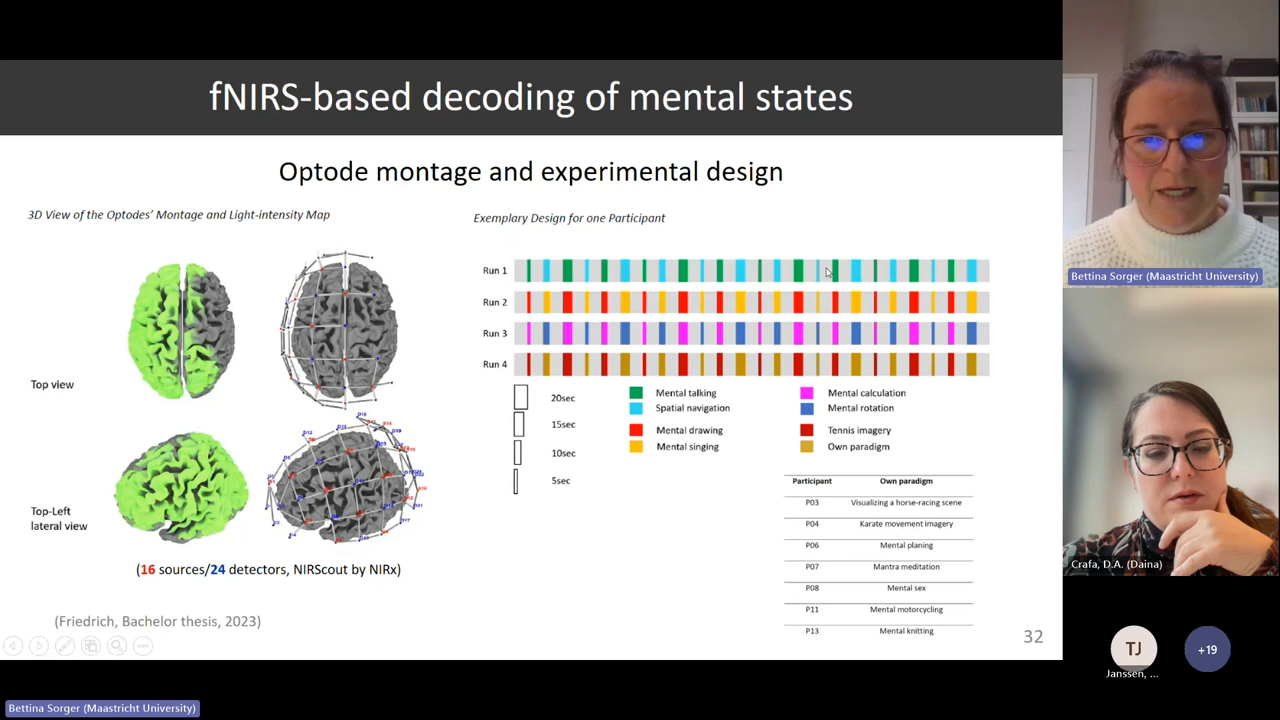 fNIRS-based decoding of mental states
Optode montage and experimental design
3D View of the Optodes' Montage and Light-intensity Map
Exemplary Design for one Participant
Run 1
Run 2
Run 3
Run 4
Top view
Top-Left
lateral view
20sec
15sec
10sec
5sec
Mental talking
Spatial navigation
Mental drawing
Mental singing
Mental calculation
Mental rotation
Tennis imagery
Own paradigm
Participant Own paradigm
P03 Visualizing a horse-racing scene
P04 Karate movement imagery
P06 Mental planing
P07 Mantra meditation
P08 Mental sex
P11 Mental motorcycling
P13 Mental knitting
(16 sources/24 detectors, NIRScout by NIRx)
(Friedrich, Bachelor thesis, 2023)
32
Bettina Sorger (Maastricht University)
Crafa, D.A. (Daina)
TJ
Janssen, ...
+19
Bettina Sorger (Maastricht University)